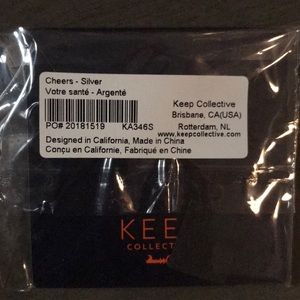 Cheers - Silver
Votre santé - Argenté
Keep Collective
Brisbane, CA(USA)
PO# 20181519 KA346S Rotterdam, NL
www.keepcollective.com
Designed in California, Made in China
Conçu en Californie, Fabriqué en Chine
KEE
COLLECT